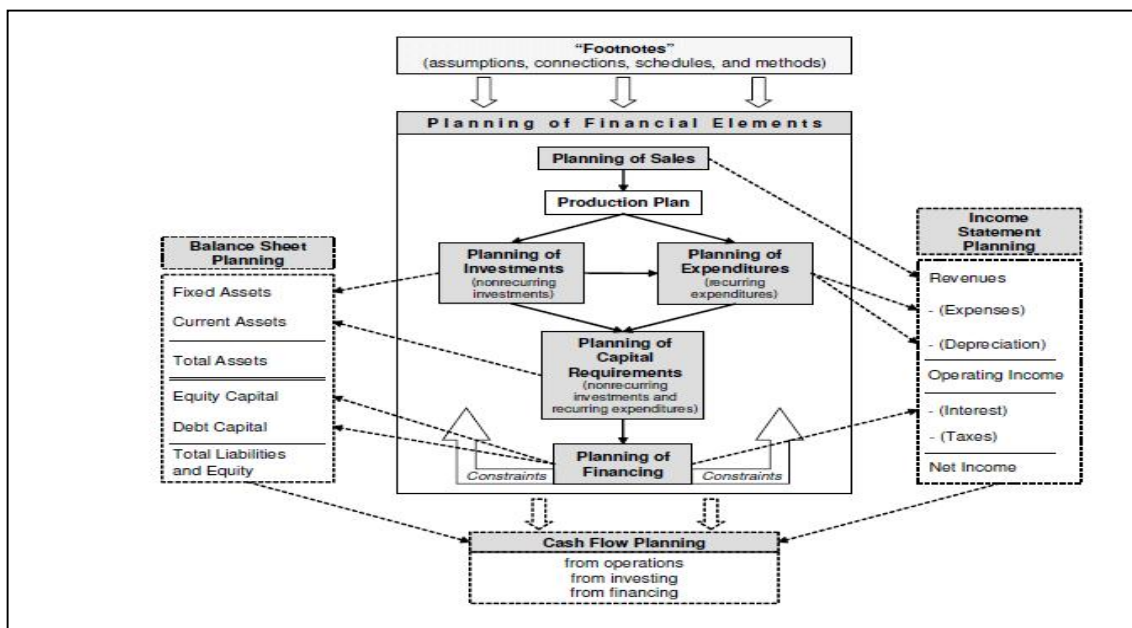 “Footnotes”
(assumptions, connections, schedules, and methods)
Planning of Financial Elements
Planning of Sales
Production Plan
Planning of
Investments
(nonrecurring
investments)
Planning of
Expenditures
(recurring
expenditures)
Planning of
Capital
Requirements
(nonrecurring
investments and
recurring expenditures)
Planning of
Financing
Constraints
Constraints
Balance Sheet
Planning
Fixed Assets
Current Assets
Total Assets
Equity Capital
Debt Capital
Total Liabilities
and Equity
Income
Statement
Planning
Revenues
- (Expenses)
- (Depreciation)
Operating Income
- (Interest)
- (Taxes)
Net Income
Cash Flow Planning
from operations
from investing
from financing